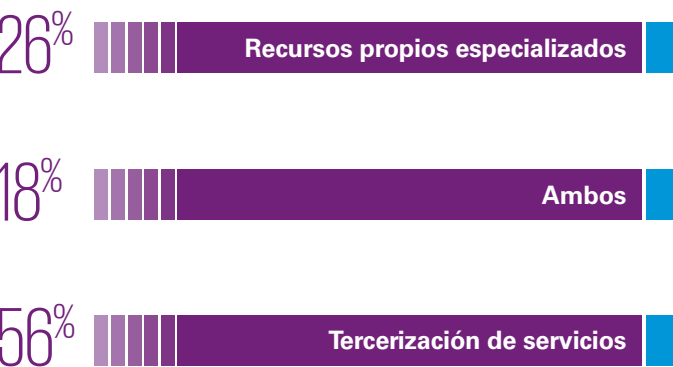 26% Recursos propios especializados
18% Ambos
56% Tercerización de servicios